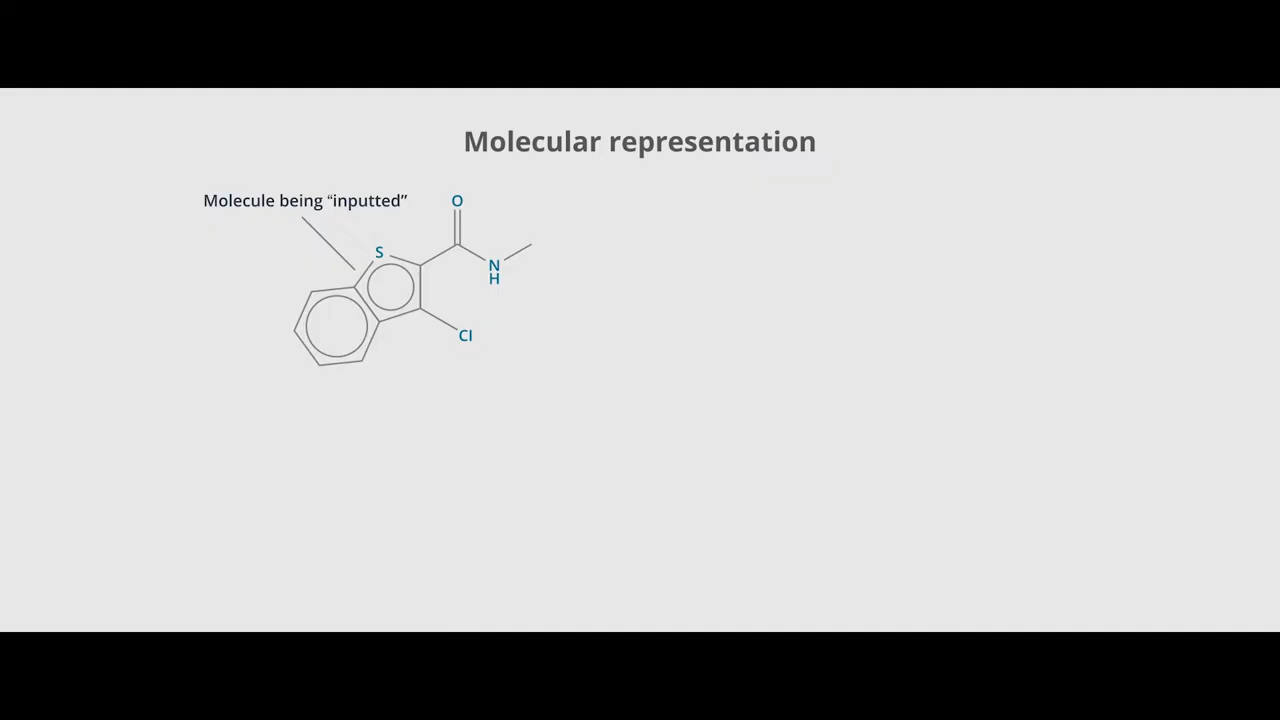 Molecular representation
Molecule being “inputted”
O
S
N
H
Cl